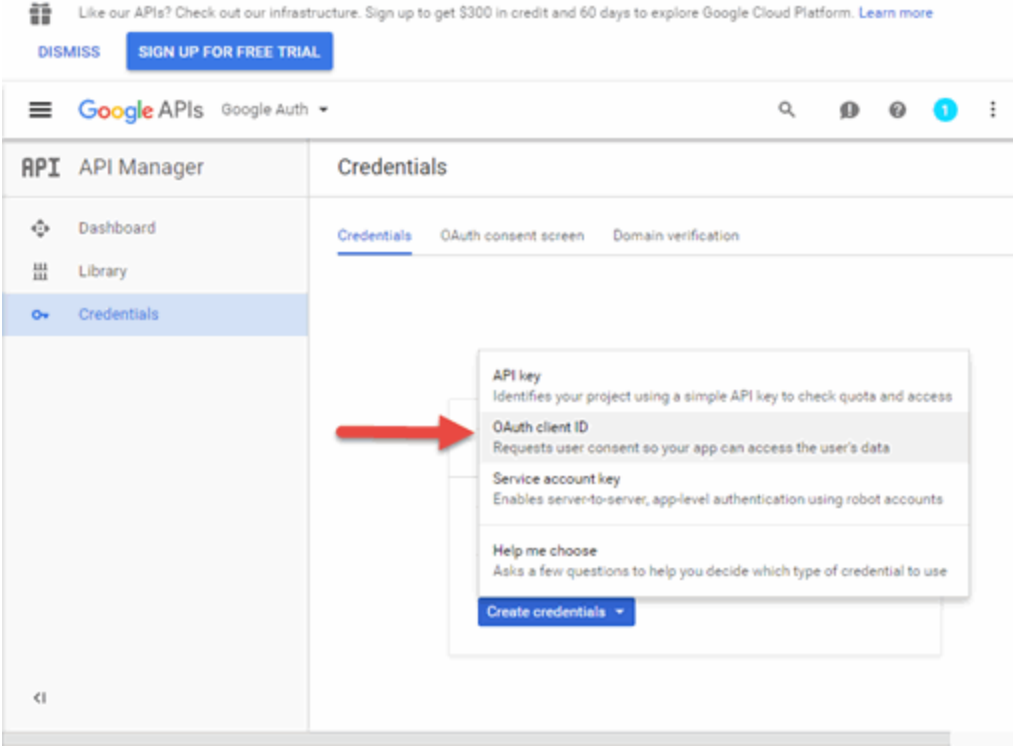 Like our APIs? Check out our infrastructure. Sign up to get $300 in credit and 60 days to explore Google Cloud Platform. Learn more
DISMISS
SIGN UP FOR FREE TRIAL
Google APIs
Google Auth
1
API
API Manager
Credentials
Dashboard
Library
Credentials
Credentials
OAuth consent screen
Domain verification
API key
Identifies your project using a simple API key to check quota and access
OAuth client ID
Requests user consent so your app can access the user's data
Service account key
Enables server-to-server, app-level authentication using robot accounts
Help me choose
Asks a few questions to help you decide which type of credential to use
Create credentials